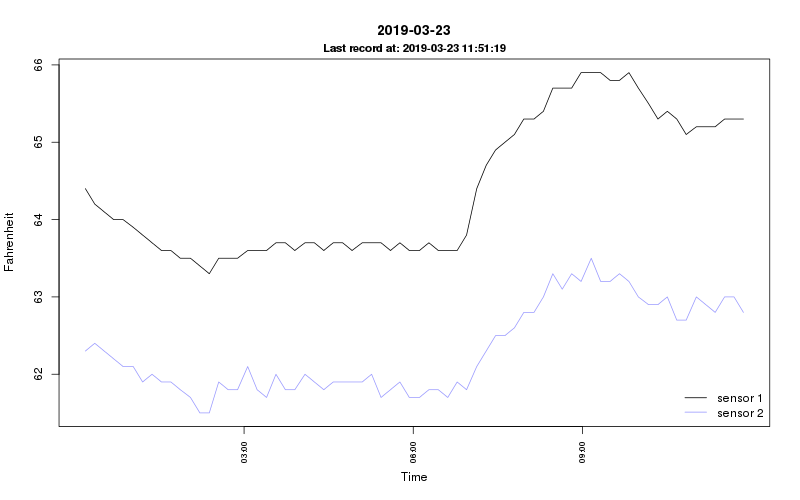 2019-03-23
Last record at: 2019-03-23 11:51:19
66
65
64
63
62
Fahrenheit
sensor 1
sensor 2
03:00
06:00
09:00
Time